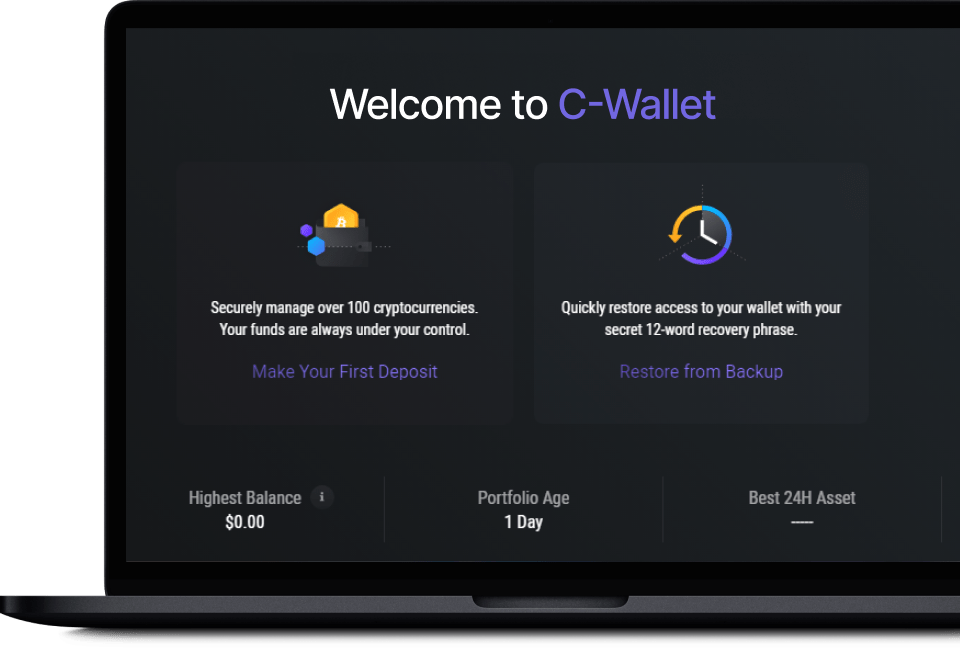 Welcome to C-Wallet
Securely manage over 100 cryptocurrencies.
Your funds are always under your control.
Make Your First Deposit
Quickly restore access to your wallet with your
secret 12-word recovery phrase.
Restore from Backup
Highest Balance i
$0.00
Portfolio Age
1 Day
Best 24H Asset
-----